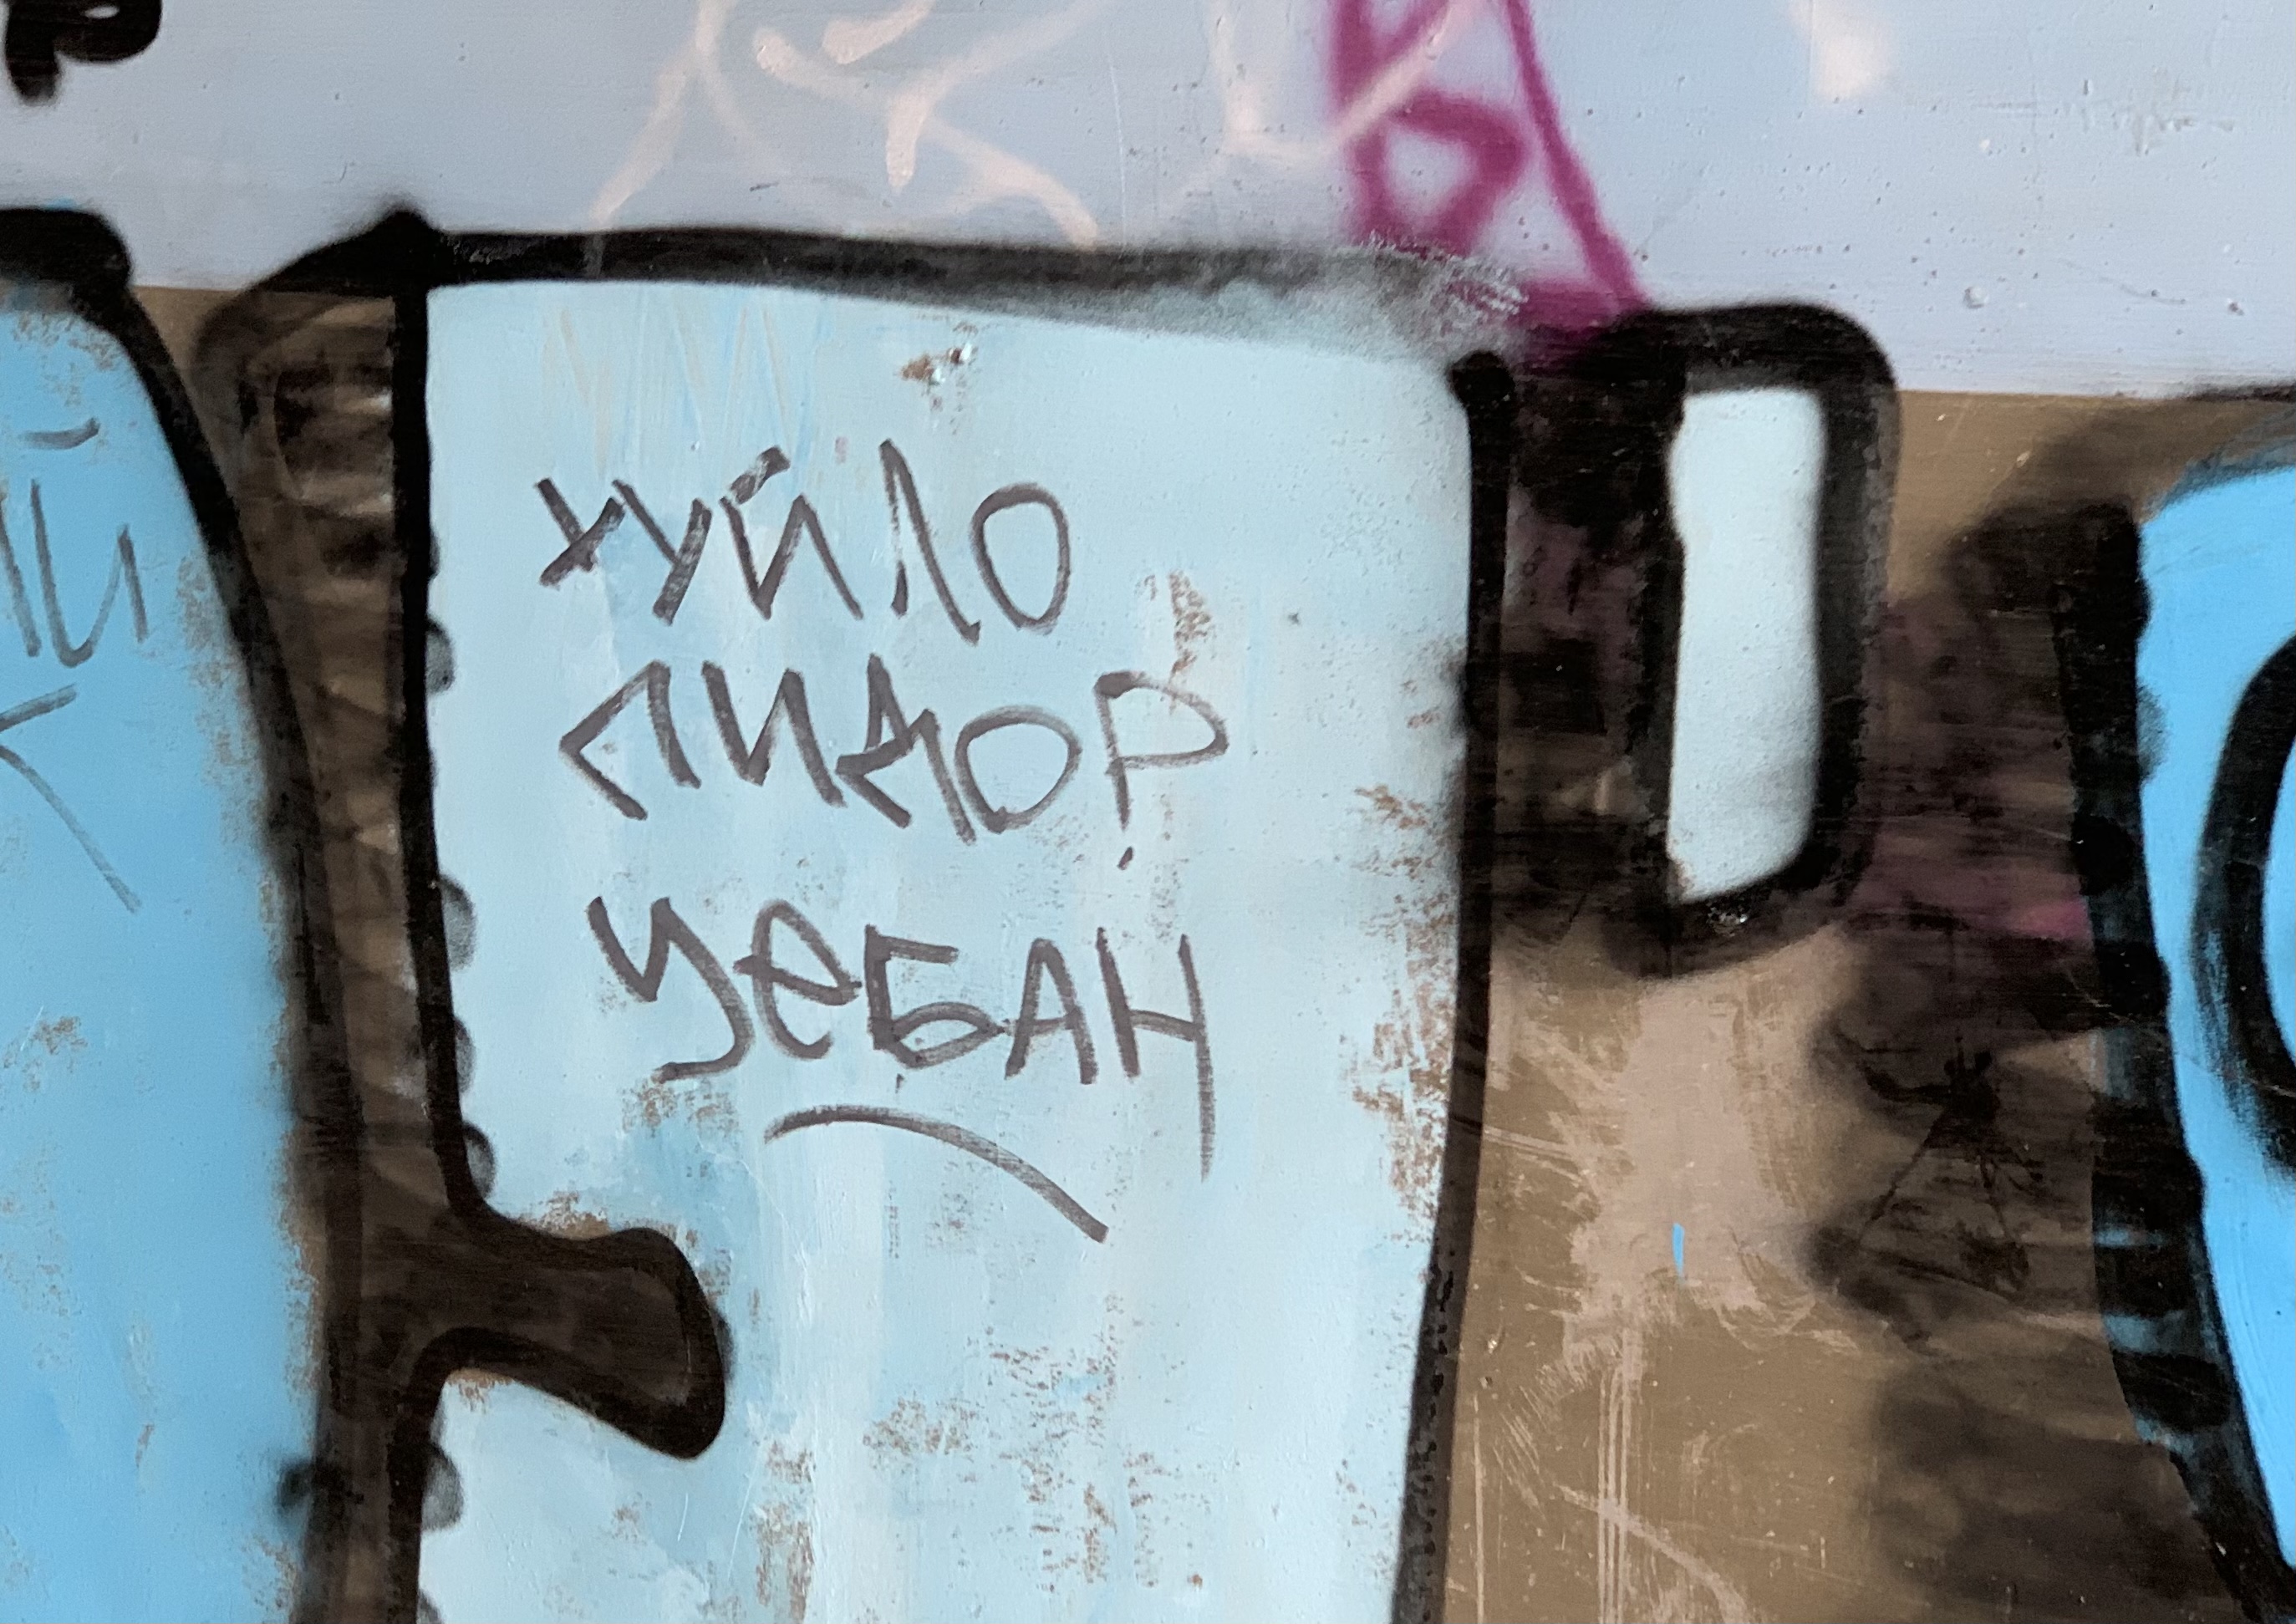 хуйло
пидор
уебан